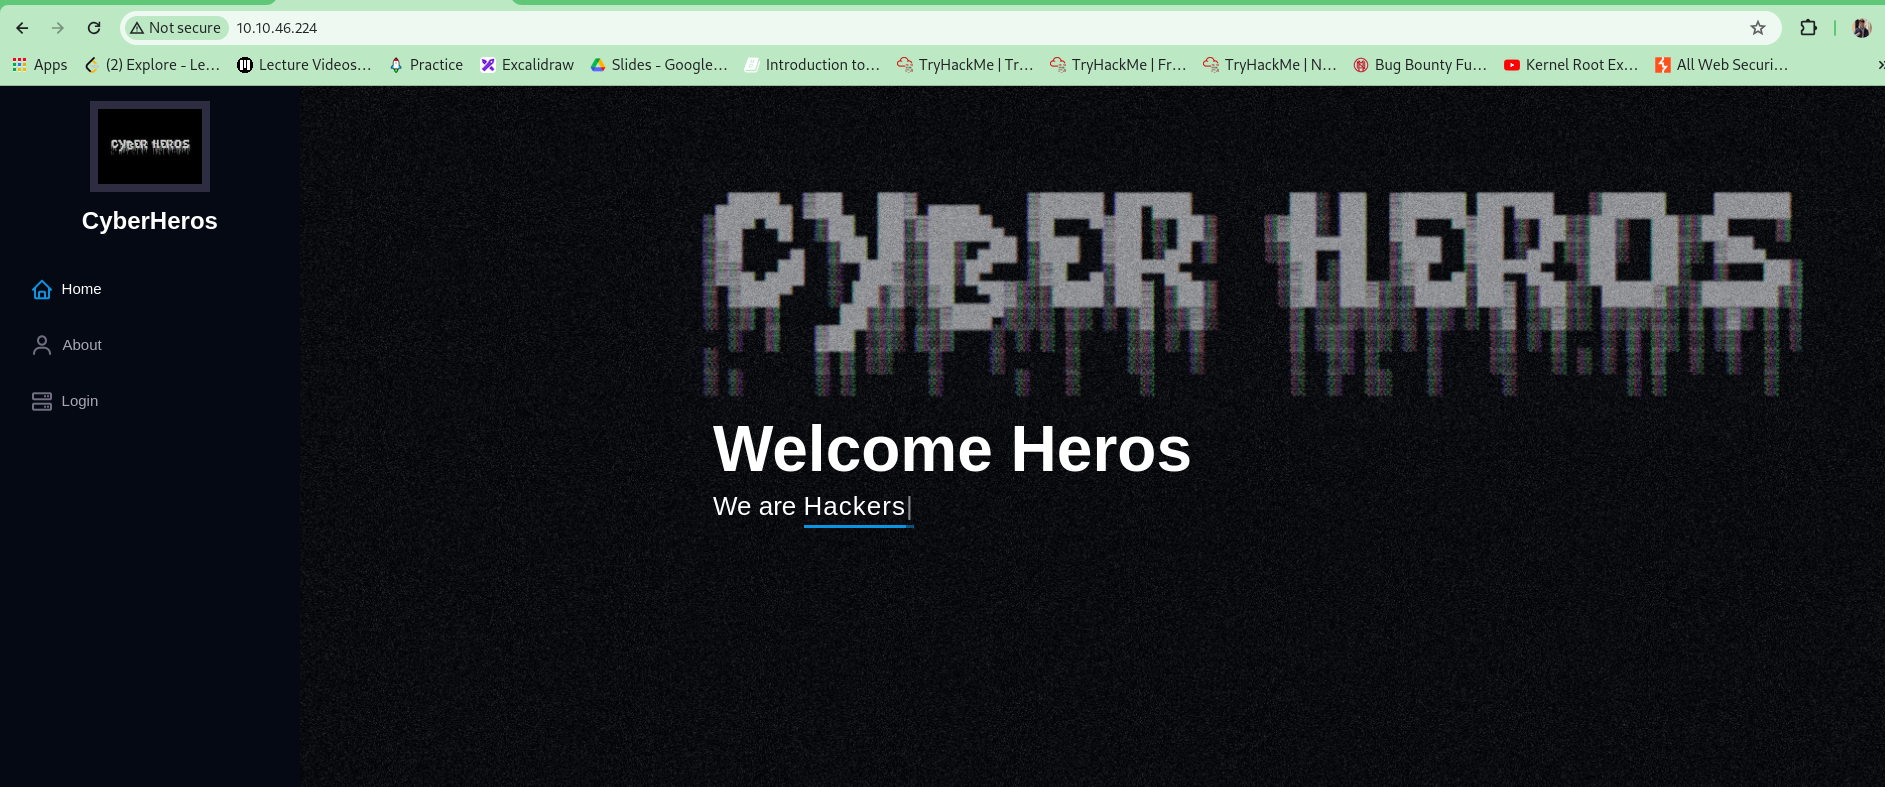 Not secure 10.10.46.224
Apps (2) Explore - Le... Lecture Videos... Practice Excalidraw Slides - Google... Introduction to... TryHackMe | Tr... TryHackMe | Fr... TryHackMe | N... Bug Bounty Fu... Kernel Root Ex... All Web Securi... »
CYBER HEROS
CyberHeros
Home
About
Login
CYBER HEROS
Welcome Heros
We are Hackers|